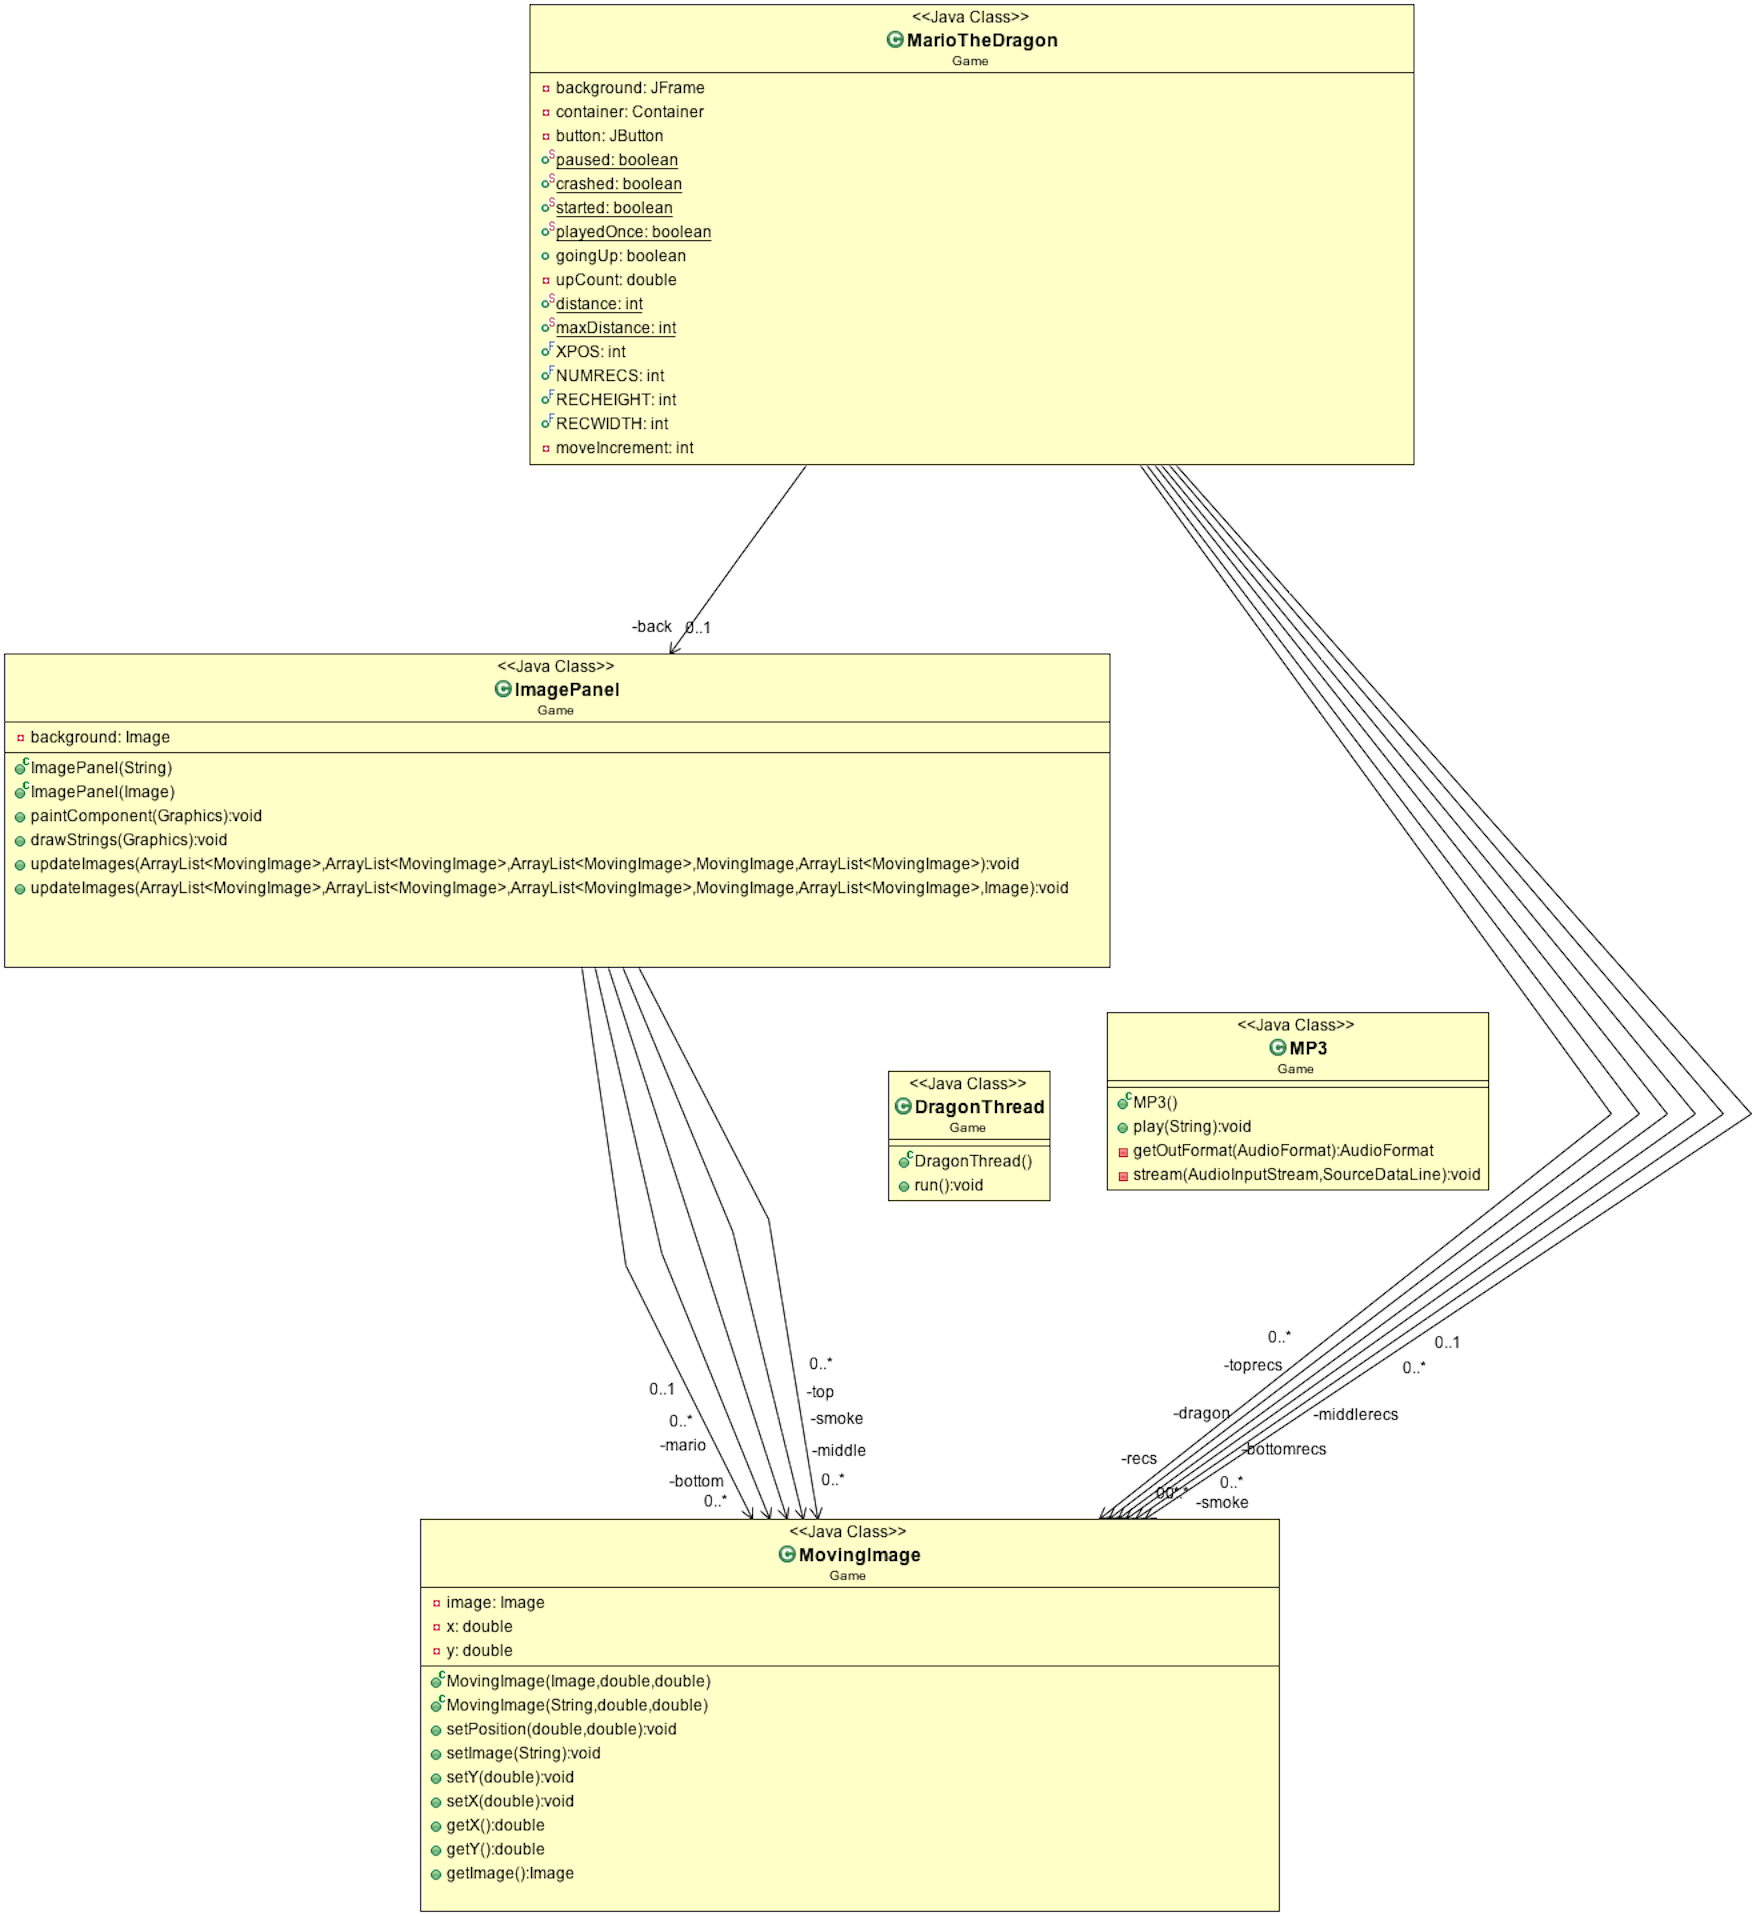 <<Java Class>>
MarioTheDragon
Game
background: JFrame
container: Container
button: JButton
paused: boolean
crashed: boolean
started: boolean
playedOnce: boolean
goingUp: boolean
upCount: double
distance: int
maxDistance: int
XPOS: int
NUMRECS: int
RECHEIGHT: int
RECWIDTH: int
moveIncrement: int
-back 0..1
<<Java Class>>
ImagePanel
Game
background: Image
ImagePanel(String)
ImagePanel(Image)
paintComponent(Graphics):void
drawStrings(Graphics):void
updateImages(ArrayList<MovingImage>,ArrayList<MovingImage>,ArrayList<MovingImage>,MovingImage,ArrayList<MovingImage>):void
updateImages(ArrayList<MovingImage>,ArrayList<MovingImage>,ArrayList<MovingImage>,MovingImage,ArrayList<MovingImage>,Image):void
<<Java Class>>
MP3
Game
MP3()
play(String):void
getOutFormat(AudioFormat):AudioFormat
stream(AudioInputStream,SourceDataLine):void
<<Java Class>>
DragonThread
Game
DragonThread()
run():void
0..1
0..*
-mario
-bottom
0..*
0..*
-top
-smoke
-middle
0..*
0..*
-toprecs
-dragon
-recs
0..1
0..*
-middlerecs
-bottomrecs
0..*
-smoke
<<Java Class>>
MovingImage
Game
image: Image
x: double
y: double
MovingImage(Image,double,double)
MovingImage(String,double,double)
setPosition(double,double):void
setImage(String):void
setY(double):void
setX(double):void
getX():double
getY():double
getImage():Image